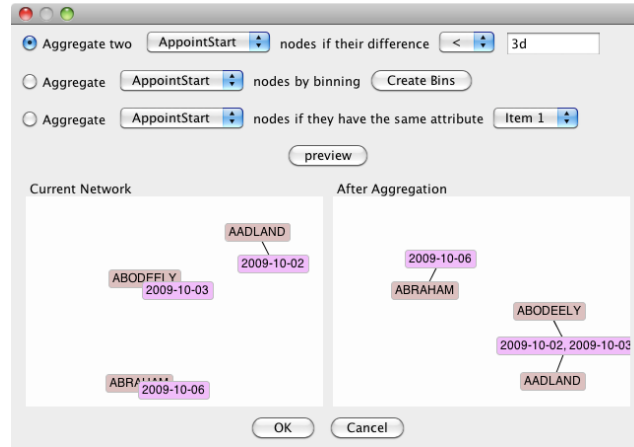 Aggregate two AppointStart nodes if their difference < 3d
Aggregate AppointStart nodes by binning Create Bins
Aggregate AppointStart nodes if they have the same attribute Item 1
preview
Current Network After Aggregation
AADLAND
2009-10-02
ABODEELY
2009-10-03
2009-10-06
2009-10-06
ABRAHAM
ABODEELY
2009-10-02, 2009-10-03
AADLAND
OK Cancel